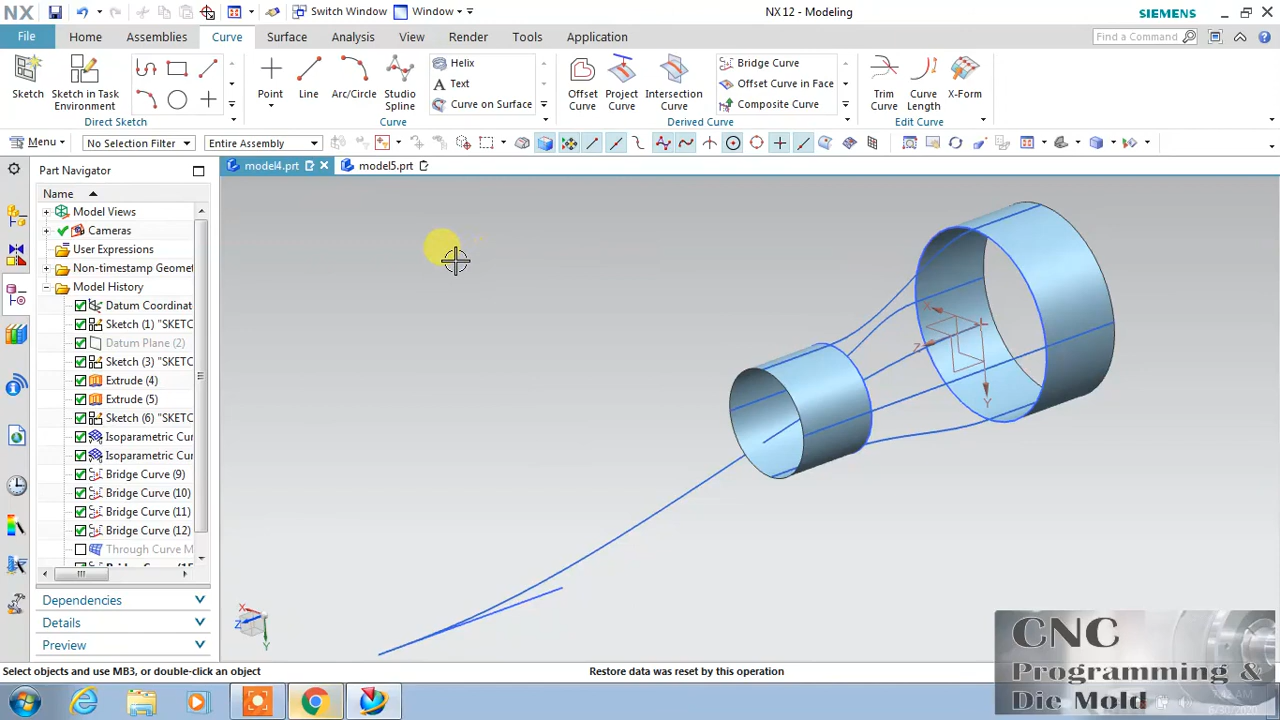 NX
Switch Window
Window
NX 12 - Modeling
SIEMENS
File
Home
Assemblies
Curve
Surface
Analysis
View
Render
Tools
Application
Find a Command
Sketch
Sketch in Task
Environment
Direct Sketch
Point
Line
Arc/Circle
Studio
Spline
Helix
Text
Curve on Surface
Curve
Offset
Curve
Project
Curve
Intersection
Curve
Bridge Curve
Offset Curve in Face
Composite Curve
Derived Curve
Trim
Curve
Curve
Length
X-Form
Edit Curve
Menu
No Selection Filter
Entire Assembly
Part Navigator
model4.prt
model5.prt
Name
Model Views
Cameras
User Expressions
Non-timestamp Geomet
Model History
Datum Coordinat
Sketch (1) "SKETC
Datum Plane (2)
Sketch (3) "SKETC
Extrude (4)
Extrude (5)
Sketch (6) "SKETC
Isoparametric Cur
Isoparametric Cur
Bridge Curve (9)
Bridge Curve (10)
Bridge Curve (11)
Bridge Curve (12)
Through Curve M
Dependencies
Details
Preview
X
Z
Y
X
Z
Y
Select objects and use MB3, or double-click an object
Restore data was reset by this operation
CNC
Programming &
Die Mold